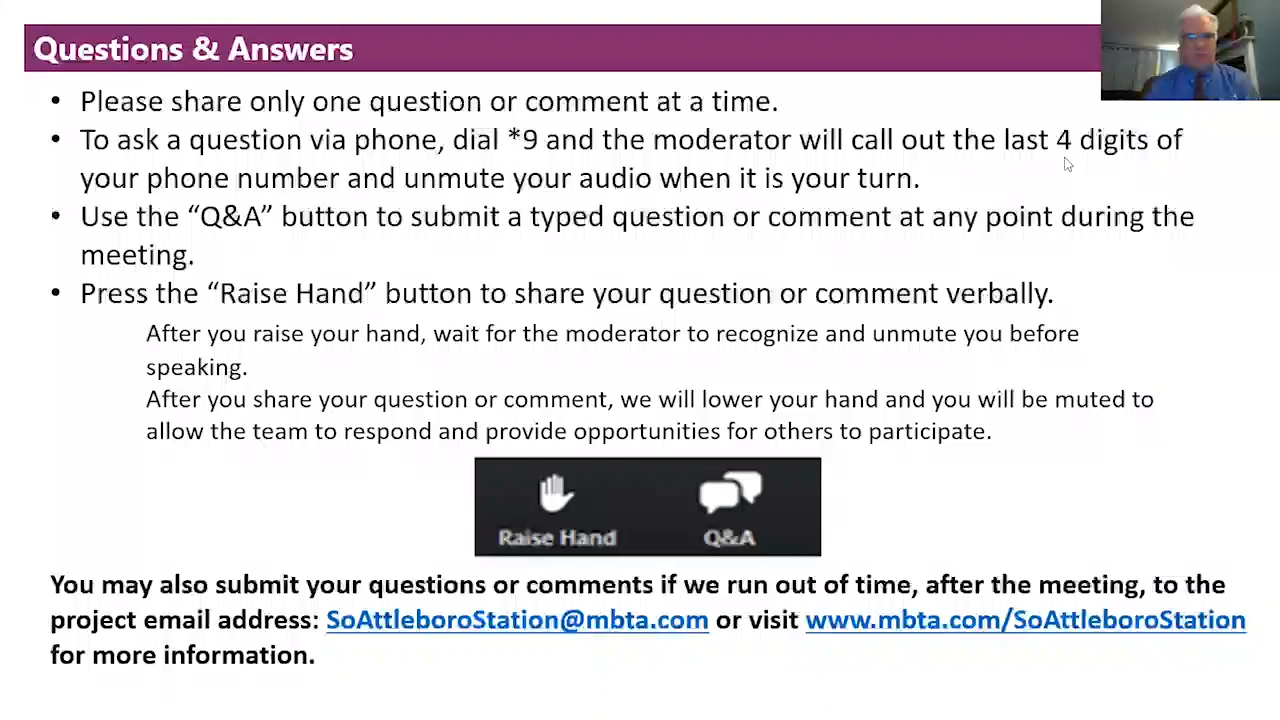 Questions & Answers
• Please share only one question or comment at a time.
• To ask a question via phone, dial *9 and the moderator will call out the last 4 digits of
your phone number and unmute your audio when it is your turn.
• Use the “Q&A” button to submit a typed question or comment at any point during the
meeting.
• Press the “Raise Hand” button to share your question or comment verbally.
After you raise your hand, wait for the moderator to recognize and unmute you before
speaking.
After you share your question or comment, we will lower your hand and you will be muted to
allow the team to respond and provide opportunities for others to participate.
Raise Hand Q&A
You may also submit your questions or comments if we run out of time, after the meeting, to the
project email address: SoAttleboroStation@mbta.com or visit www.mbta.com/SoAttleboroStation
for more information.